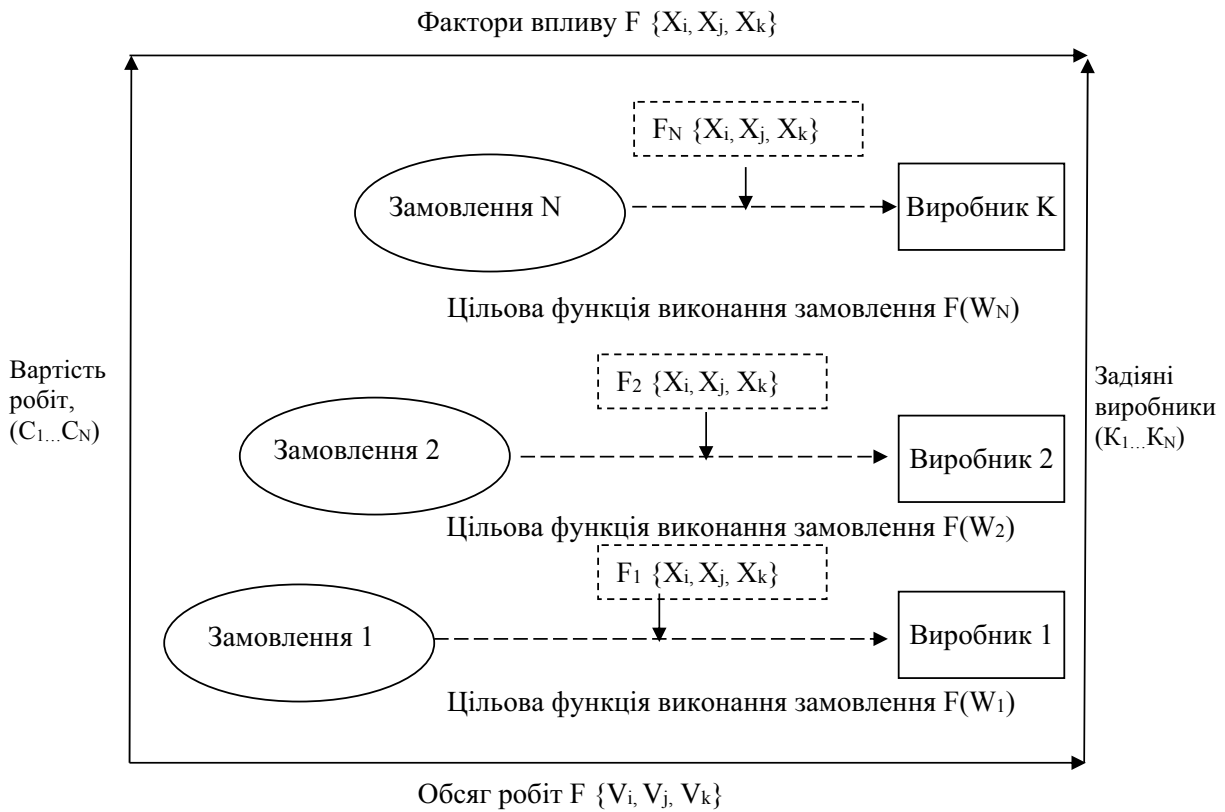 Фактори впливу F {Xi, Xj, Xk}
FN {Xi, Xj, Xk}
Замовлення N
Виробник K
Цільова функція виконання замовлення F(WN)
Вартість
робіт,
(C1...CN)
F2 {Xi, Xj, Xk}
Задіяні
виробники
(K1...KN)
Замовлення 2
Виробник 2
Цільова функція виконання замовлення F(W2)
F1 {Xi, Xj, Xk}
Замовлення 1
Виробник 1
Цільова функція виконання замовлення F(W1)
Обсяг робіт F {Vi, Vj, Vk}